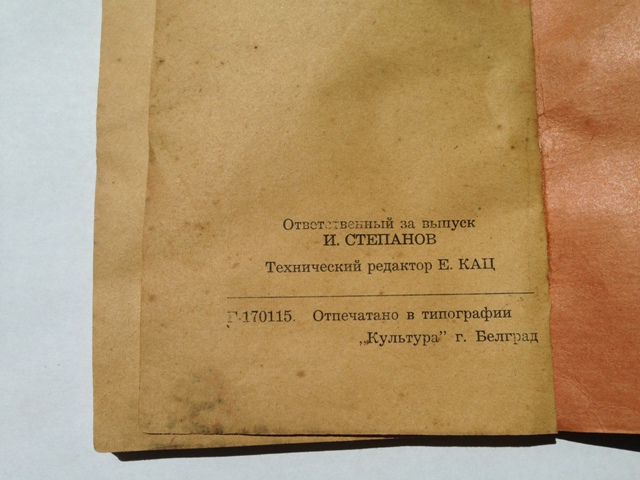 Ответственный за выпуск
И. СТЕПАНОВ
Технический редактор Е. КАЦ
Г-170115. Отпечатано в типографии
„Культура” г. Белград